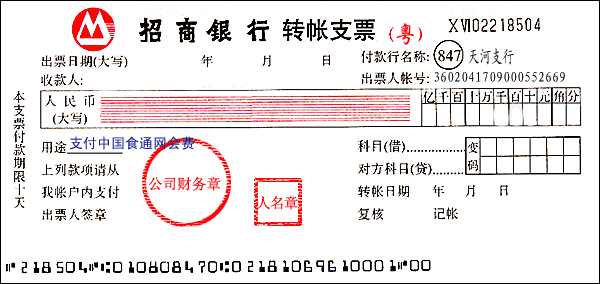 招商银行 转帐支票 (粤) XVI02218504
出票日期(大写) 年 月 日 付款行名称: 847 天河支行
收款人: 出票人帐号: 3602041709000552669
人民币 (大写) 亿千百十万千百十元角分
本支票付款期限十天
用途 支付中国食通网会费 科目(借) 变码
上列款项请从 对方科目(贷)
公司财务章
我帐户内支付 转帐日期 年 月 日
人名章
出票人签章 复核 记帐
⑈218504⑈⑆010808470⑆02181069610001⑈00